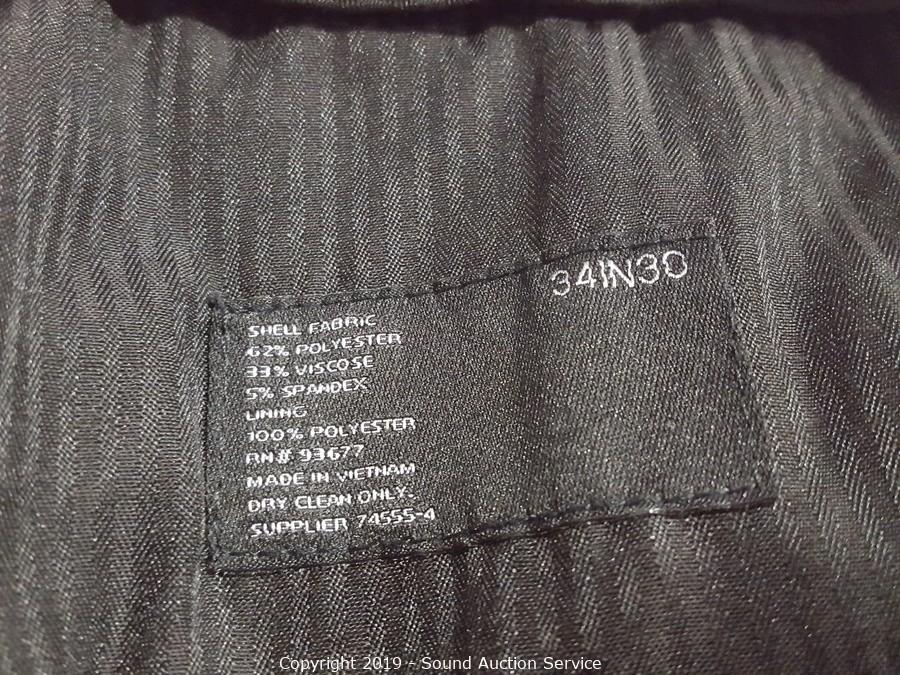 34IN30
SHELL FABRIC
62% POLYESTER
33% VISCOSE
5% SPANDEX
LINING
100% POLYESTER
RN# 93677
MADE IN VIETNAM
DRY CLEAN ONLY.
SUPPLIER 74555-4
Copyright 2019 - Sound Auction Service